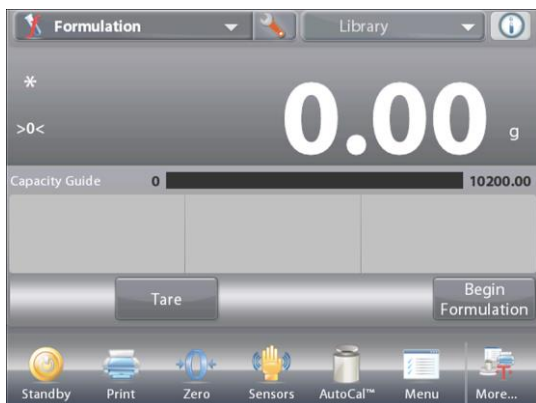 Formulation Library
*
>0< 0.00 g
Capacity Guide 0 10200.00
Tare Begin
Formulation
Standby Print Zero Sensors AutoCal™ Menu More...